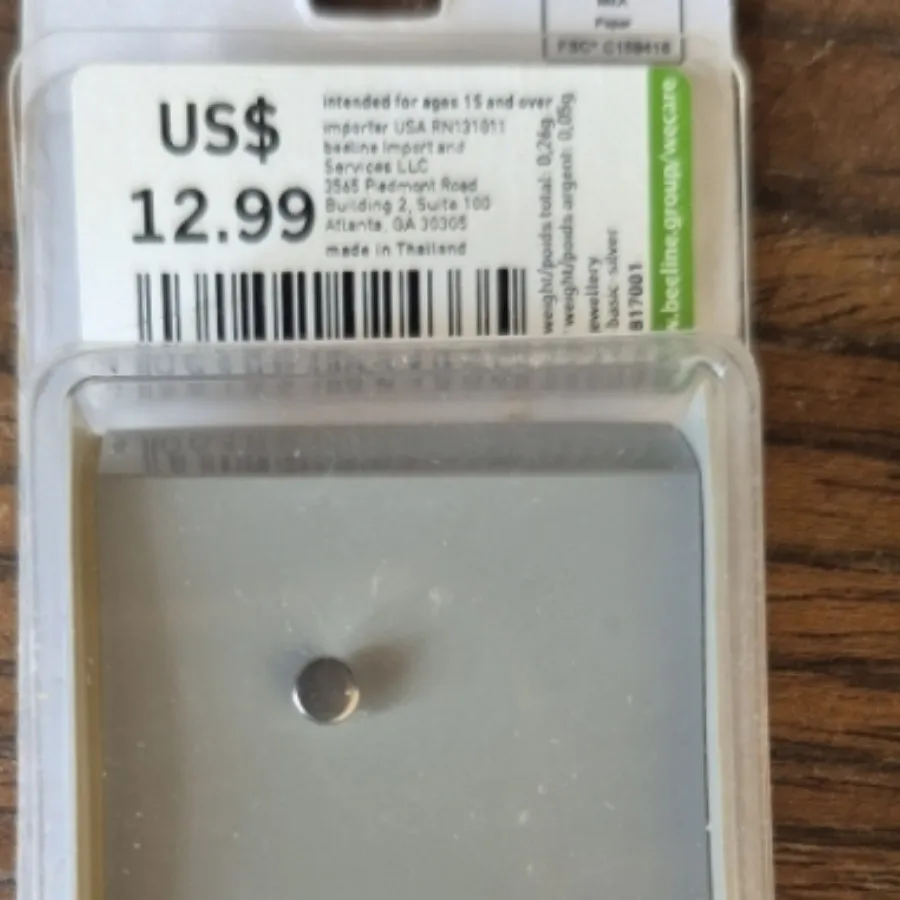 MIX
Paper
FSC® C159416
US$
12.99
intended for ages 15 and over
importer USA RN131011
beeline Import and
Services LLC
3565 Piedmont Road
Building 2, Suite 100
Atlanta, GA 30305
made in Thailand
weight/poids total: 0,26g
weight/poids argent: 0,05g
ewellery
basic silver
817001
.beeline.group/wecare